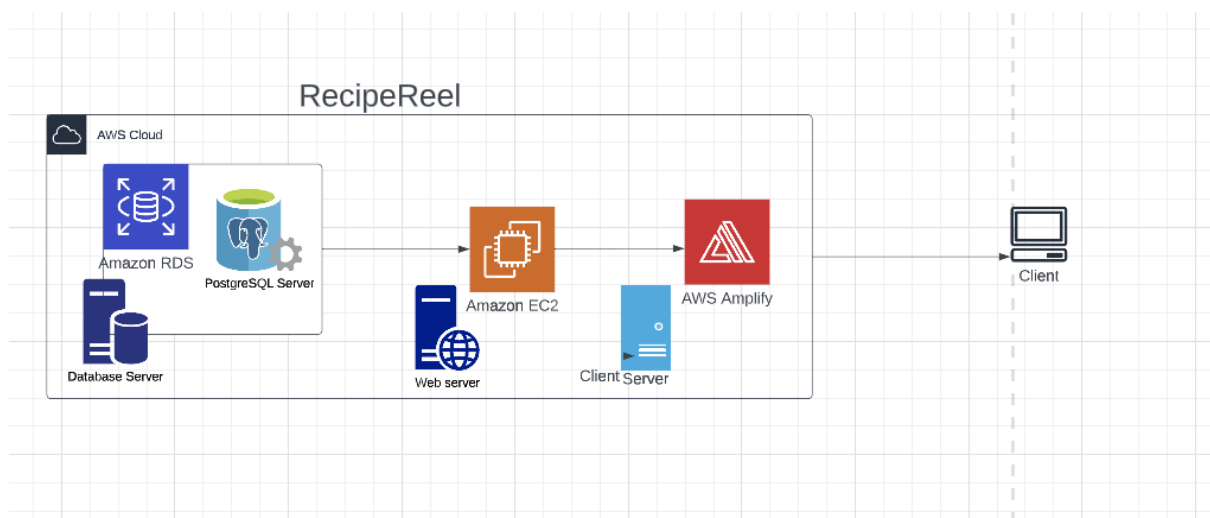 RecipeReel
AWS Cloud
Amazon RDS
PostgreSQL Server
Database Server
Amazon EC2
Web server
AWS Amplify
Client Server
Client